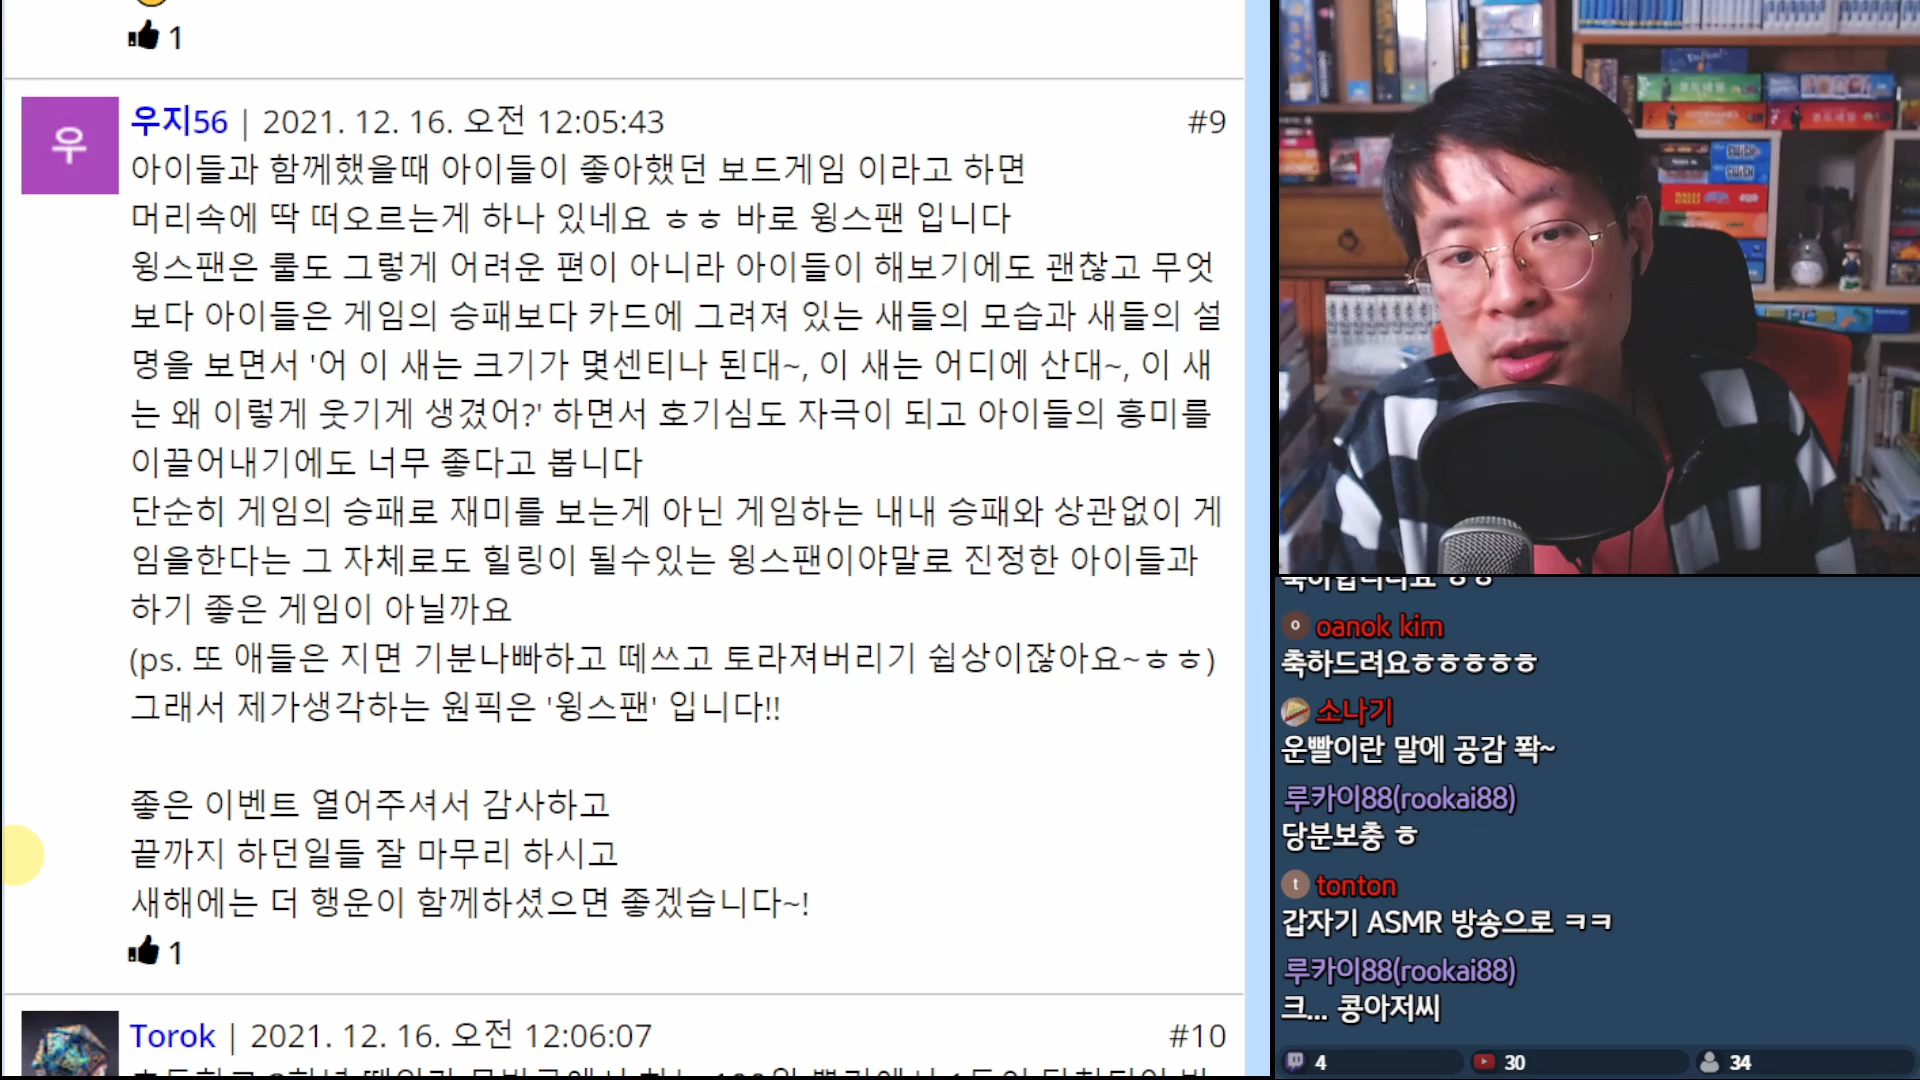 1
우지56 | 2021. 12. 16. 오전 12:05:43
#9
우
아이들과 함께했을때 아이들이 좋아했던 보드게임 이라고 하면
머리속에 딱 떠오르는게 하나 있네요 ㅎㅎ 바로 윙스팬 입니다
윙스팬은 룰도 그렇게 어려운 편이 아니라 아이들이 해보기에도 괜찮고 무엇
보다 아이들은 게임의 승패보다 카드에 그려져 있는 새들의 모습과 새들의 설
명을 보면서 '어 이 새는 크기가 몇센티나 된대~, 이 새는 어디에 산대~, 이 새
는 왜 이렇게 웃기게 생겼어?' 하면서 호기심도 자극이 되고 아이들의 흥미를
이끌어내기에도 너무 좋다고 봅니다
단순히 게임의 승패로 재미를 보는게 아닌 게임하는 내내 승패와 상관없이 게
임을한다는 그 자체로도 힐링이 될수있는 윙스팬이야말로 진정한 아이들과
하기 좋은 게임이 아닐까요
(ps. 또 애들은 지면 기분나빠하고 떼쓰고 토라져버리기 쉽상이잖아요~ㅎㅎ)
그래서 제가생각하는 원픽은 '윙스팬' 입니다!!
좋은 이벤트 열어주셔서 감사하고
끝까지 하던일들 잘 마무리 하시고
새해에는 더 행운이 함께하셨으면 좋겠습니다~!
1
Torok | 2021. 12. 16. 오전 12:06:07
#10
SWISH
SWISH
o oanok kim
축하드려요ㅎㅎㅎㅎㅎ
소나기
운빨이란 말에 공감 퐉~
루카이88(rookai88)
당분보충 ㅎ
t tonton
갑자기 ASMR 방송으로 ㅋㅋ
루카이88(rookai88)
크... 콩아저씨
4
30
34